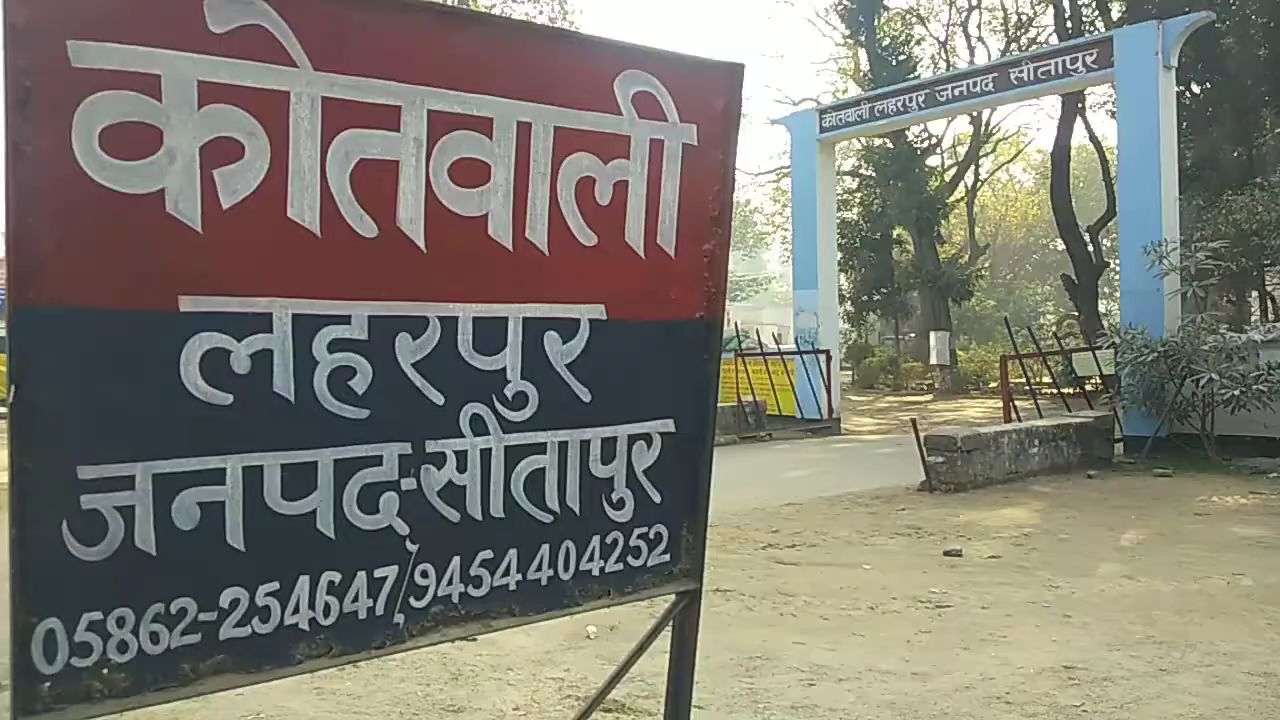 कोतवाली
लहरपुर
जनपद-सीतापुर
05862-254647/9454404252
कोतवाली लहरपुर जनपद सीतापुर